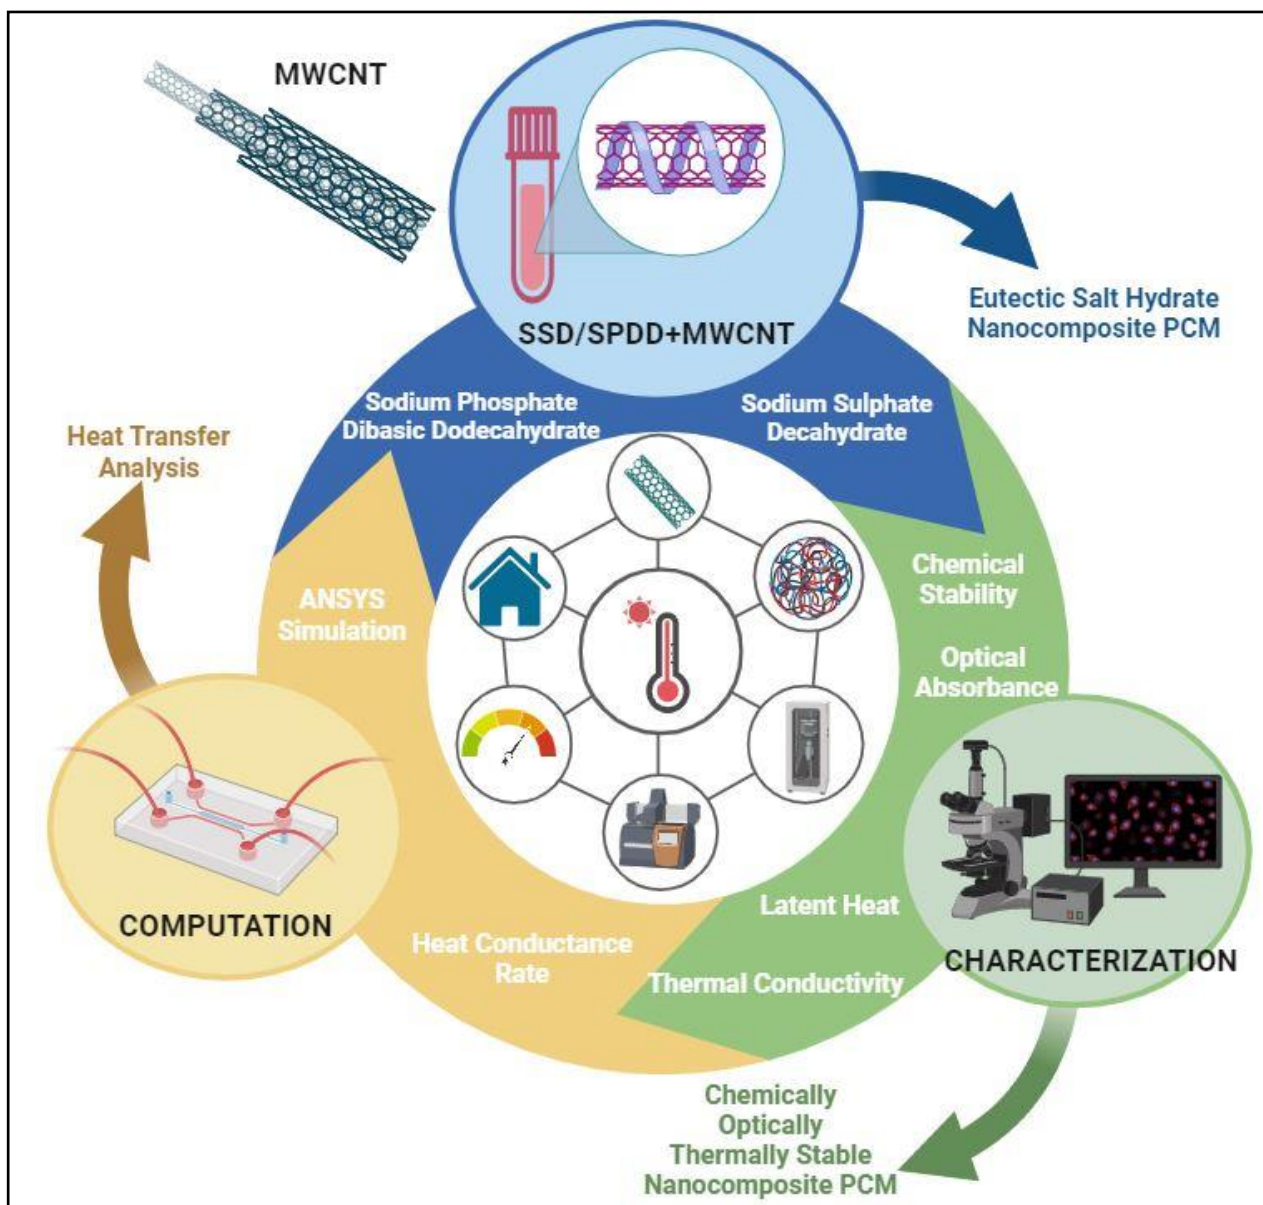 MWCNT
SSD/SPDD+MWCNT
Eutectic Salt Hydrate
Nanocomposite PCM
Sodium Phosphate
Dibasic Dodecahydrate
Sodium Sulphate
Decahydrate
Heat Transfer
Analysis
Chemical
Stability
ANSYS
Simulation
Optical
Absorbance
COMPUTATION
Latent Heat
CHARACTERIZATION
Heat Conductance
Rate
Thermal Conductivity
Chemically
Optically
Thermally Stable
Nanocomposite PCM